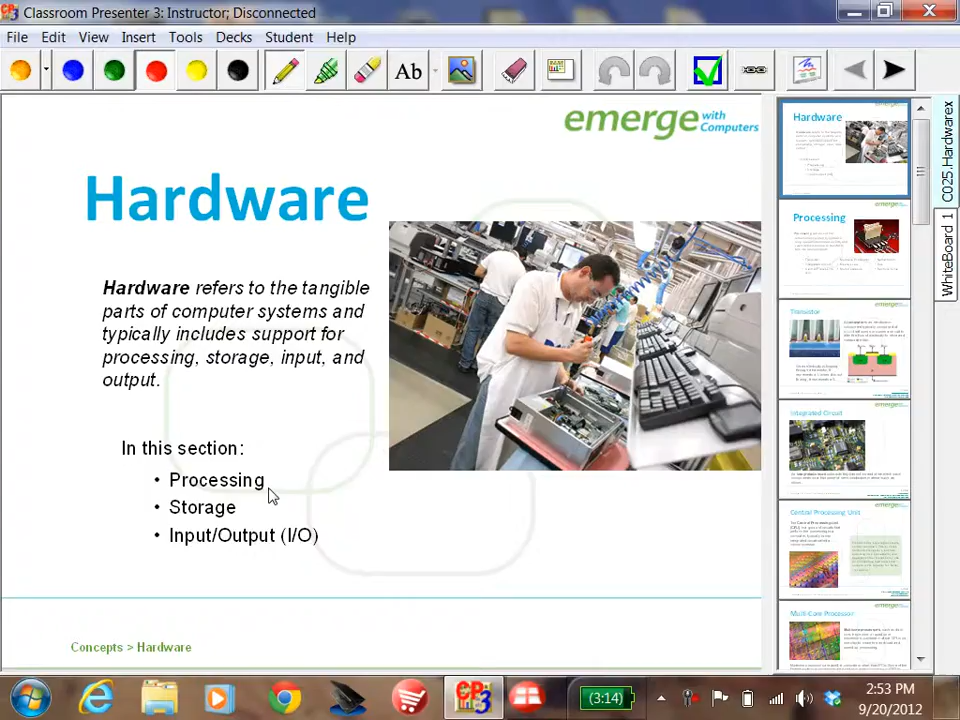 Classroom Presenter 3: Instructor; Disconnected
File Edit View Insert Tools Decks Student Help
Ab
emerge with Computers
Hardware
Hardware refers to the tangible
parts of computer systems and
typically includes support for
processing, storage, input, and
output.
In this section:
• Processing
• Storage
• Input/Output (I/O)
Concepts > Hardware
Hardware
Processing
Transistor
Integrated Circuit
Central Processing Unit
Multi-Core Processor
C025.Hardwarex
WhiteBoard 1
(3:14)
2:53 PM
9/20/2012